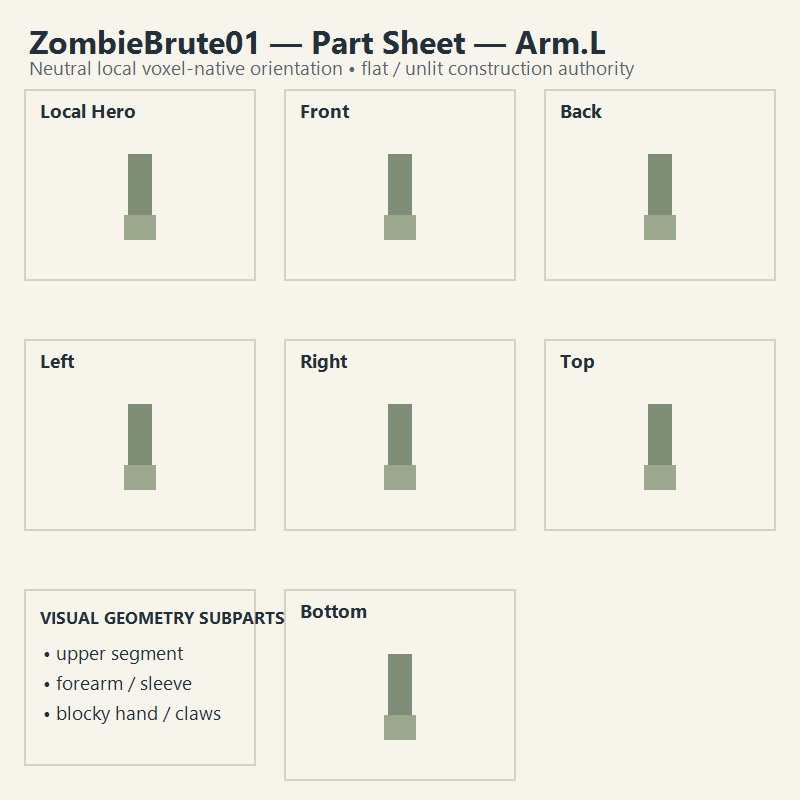 ZombieBrute01 — Part Sheet — Arm.L
Neutral local voxel-native orientation • flat / unlit construction authority
Local Hero
Front
Back
Left
Right
Top
VISUAL GEOMETRY SUBPARTS
• upper segment
• forearm / sleeve
• blocky hand / claws
Bottom